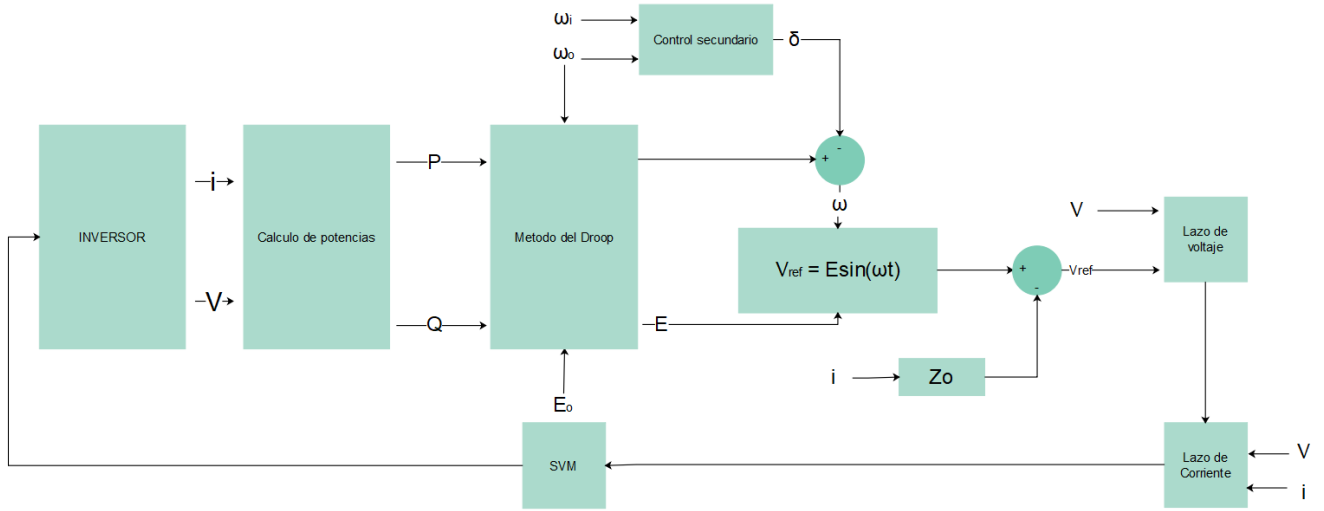 ωi
ωo
Control secundario
δ
INVERSOR
i
V
Calculo de potencias
P
Q
Metodo del Droop
Eo
E
-
+
ω
Vref = Esin(ωt)
+
-
Vref
V
Lazo de
voltaje
i
Zo
SVM
Lazo de
Corriente
V
i